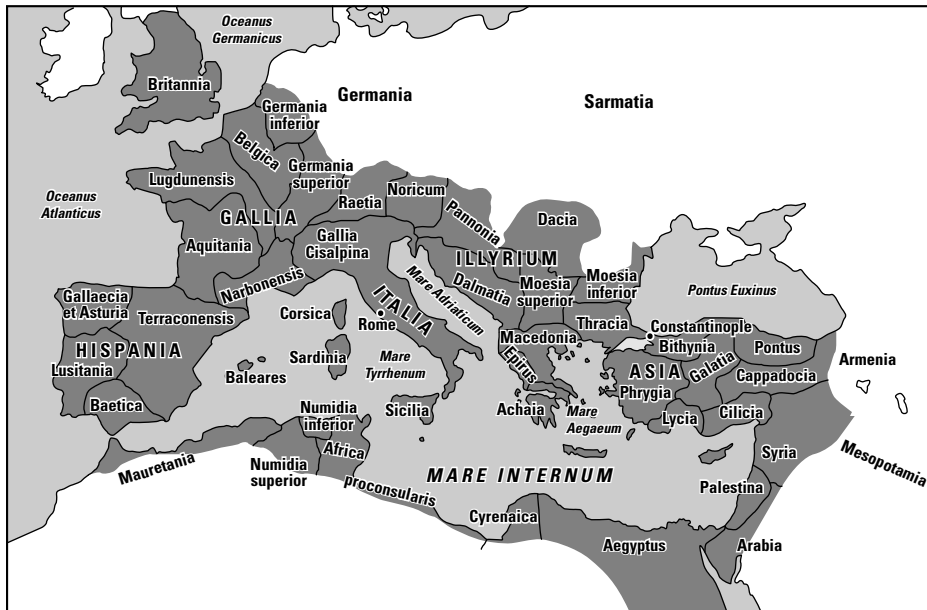 Oceanus
Germanicus
Britannia
Germania
Sarmatia
Germania
inferior
Belgica
Germania
superior
Lugdunensis
Oceanus
Atlanticus
GALLIA
Raetia
Noricum
Pannonia
Dacia
Aquitania
Gallia
Cisalpina
ILLYRIUM
Narbonensis
Mare Adriaticum
Dalmatia
Moesia
superior
Moesia
inferior
Pontus Euxinus
Gallaecia
et Asturia
Terraconensis
Corsica
ITALIA
Rome
Thracia
Constantinople
Macedonia
Bithynia
Pontus
HISPANIA
Lusitania
Baleares
Sardinia
Mare
Tyrrhenum
Epirus
ASIA
Galatia
Armenia
Cappadocia
Phrygia
Baetica
Numidia
inferior
Sicilia
Achaia
Mare
Aegaeum
Lycia
Cilicia
Mauretania
Numidia
superior
Africa
proconsularis
MARE INTERNUM
Syria
Mesopotamia
Palestina
Cyrenaica
Aegyptus
Arabia